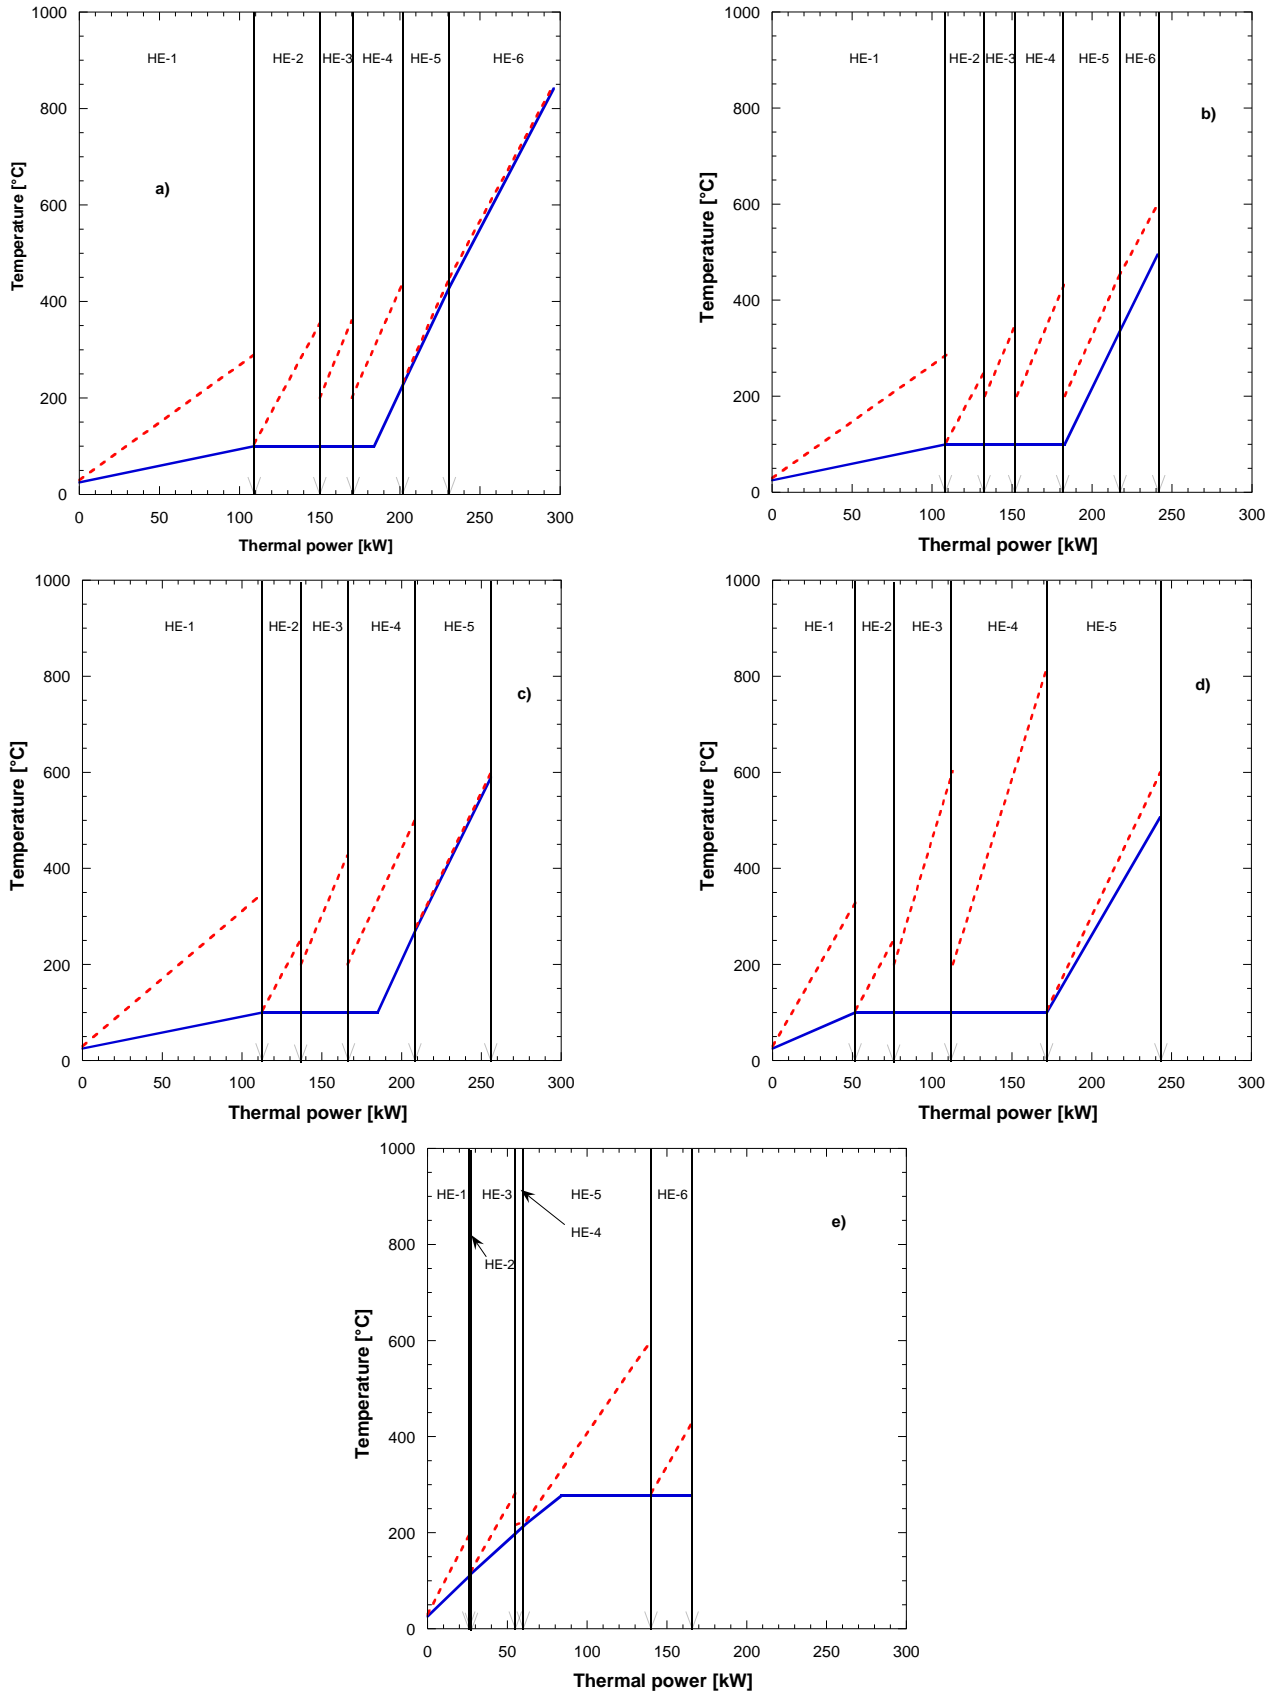 1000
800
600
400
200
0
Temperature [°C]
HE-1 HE-2 HE-3 HE-4 HE-5 HE-6
a)
0 50 100 150 200 250 300
Thermal power [kW]
1000
800
600
400
200
0
Temperature [°C]
HE-1 HE-2 HE-3 HE-4 HE-5 HE-6
b)
0 50 100 150 200 250 300
Thermal power [kW]
1000
800
600
400
200
0
Temperature [°C]
HE-1 HE-2 HE-3 HE-4 HE-5
c)
0 50 100 150 200 250 300
Thermal power [kW]
1000
800
600
400
200
0
Temperature [°C]
HE-1 HE-2 HE-3 HE-4 HE-5
d)
0 50 100 150 200 250 300
Thermal power [kW]
1000
800
600
400
200
0
Temperature [°C]
HE-1 HE-3 HE-5 HE-6
e)
HE-4
HE-2
0 50 100 150 200 250 300
Thermal power [kW]